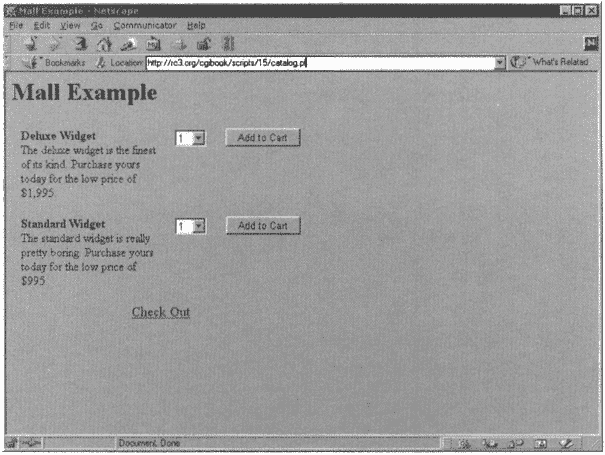 Mall Example - Netscape
File Edit View Go Communicator Help
Bookmarks Location: http://rc3.org/cgibook/scripts/15/catalog.pl What's Related
Mall Example
Deluxe Widget 1 Add to Cart
The deluxe widget is the finest
of its kind. Purchase yours
today for the low price of
$1,995.
Standard Widget 1 Add to Cart
The standard widget is really
pretty boring. Purchase yours
today for the low price of
$995
Check Out
Document: Done